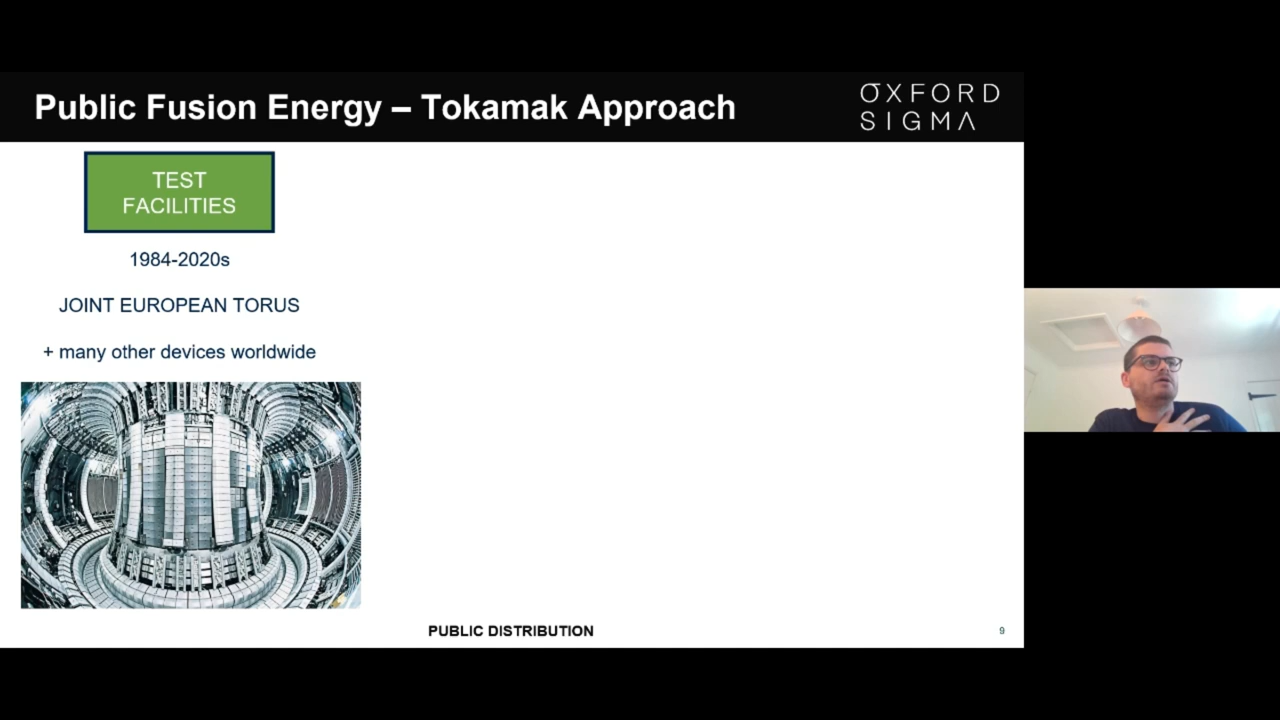 Public Fusion Energy – Tokamak Approach
OXFORD
SIGMA
TEST
FACILITIES
1984-2020s
JOINT EUROPEAN TORUS
+ many other devices worldwide
PUBLIC DISTRIBUTION
9